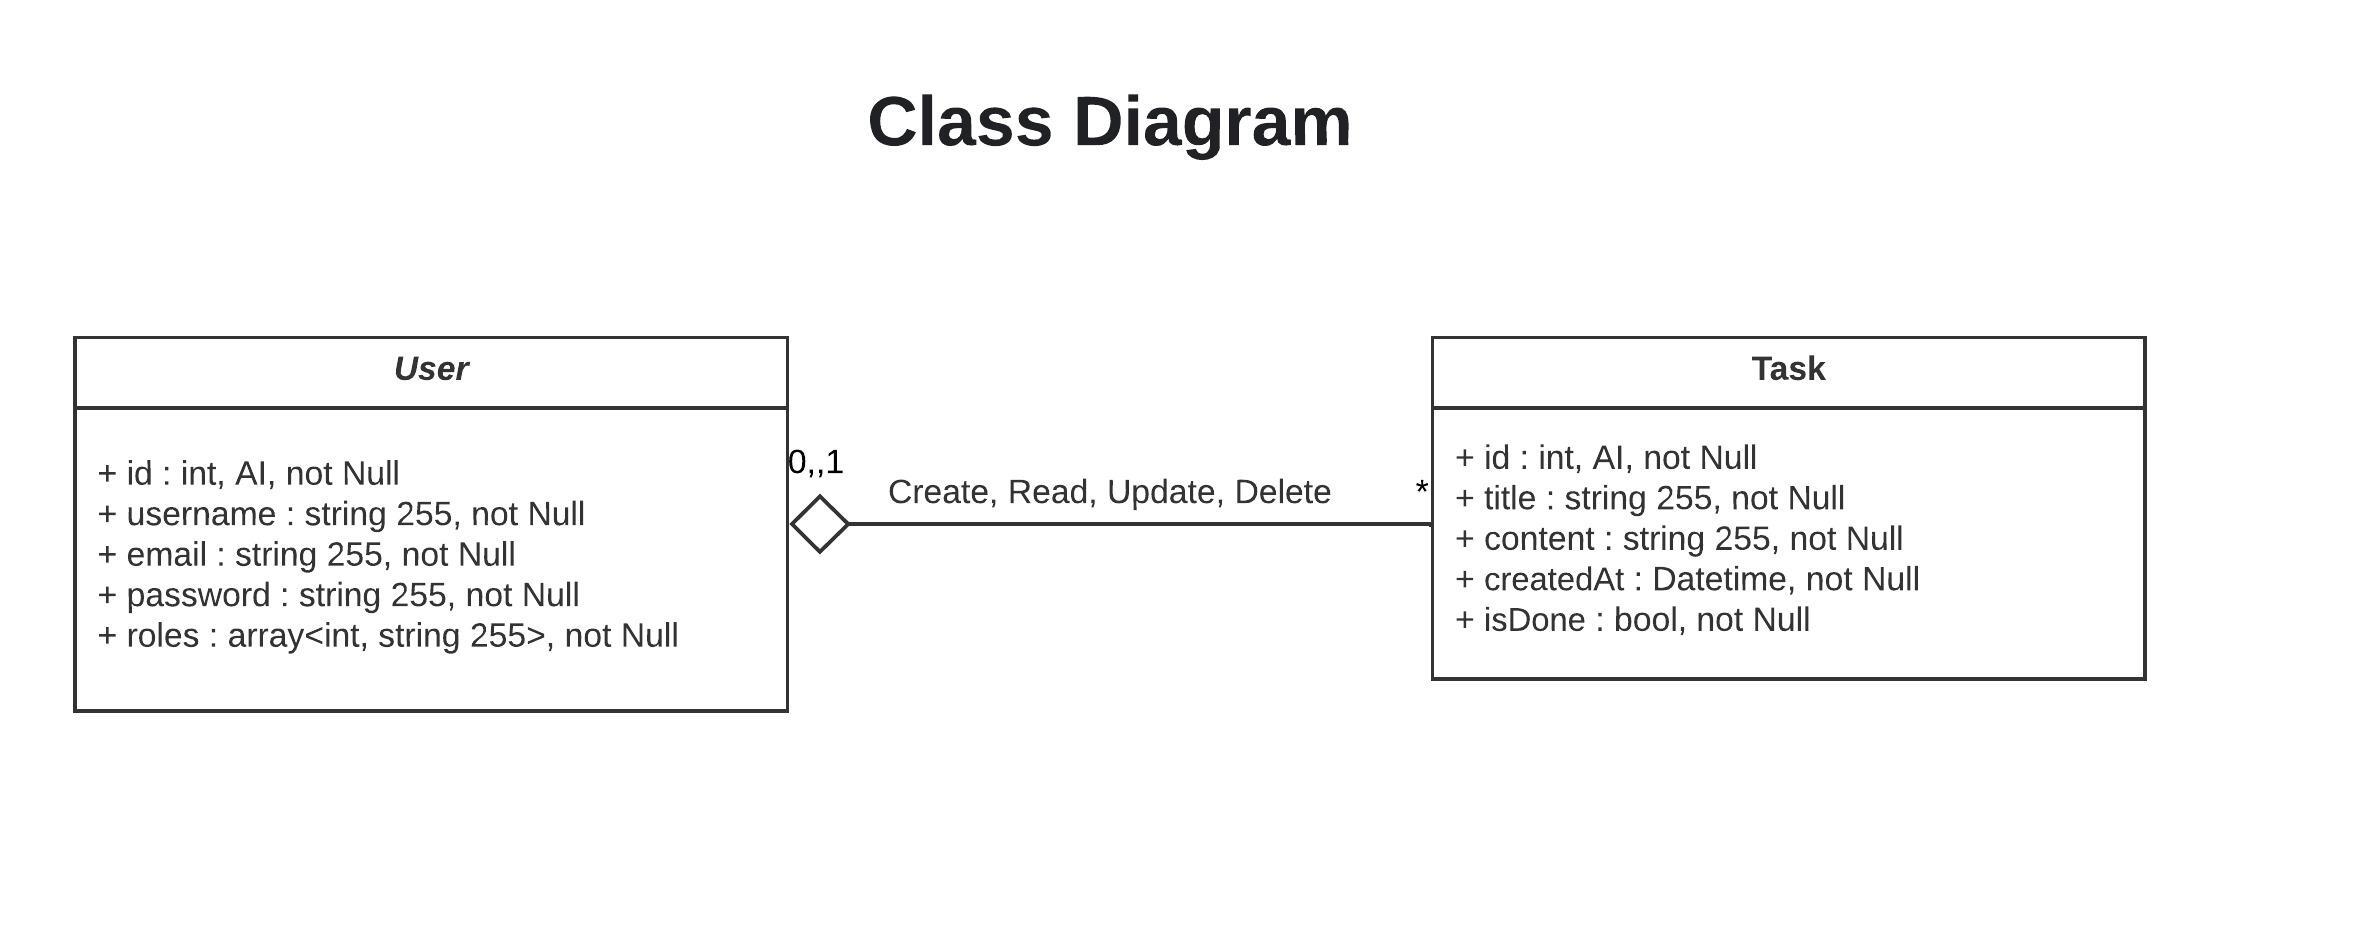 Class Diagram
User
+ id : int, AI, not Null
+ username : string 255, not Null
+ email : string 255, not Null
+ password : string 255, not Null
+ roles : array<int, string 255>, not Null
0,,1
Create, Read, Update, Delete
*
Task
+ id : int, AI, not Null
+ title : string 255, not Null
+ content : string 255, not Null
+ createdAt : Datetime, not Null
+ isDone : bool, not Null